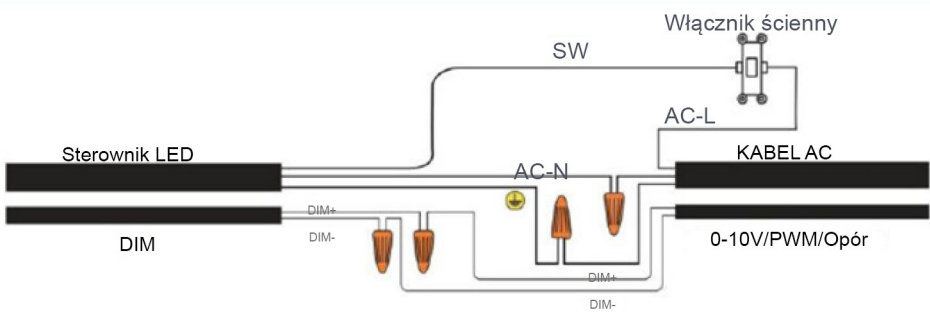 Włącznik ścienny
SW
AC-L
Sterownik LED
AC-N
KABEL AC
DIM+
DIM
DIM-
0-10V/PWM/Opór
DIM+
DIM-